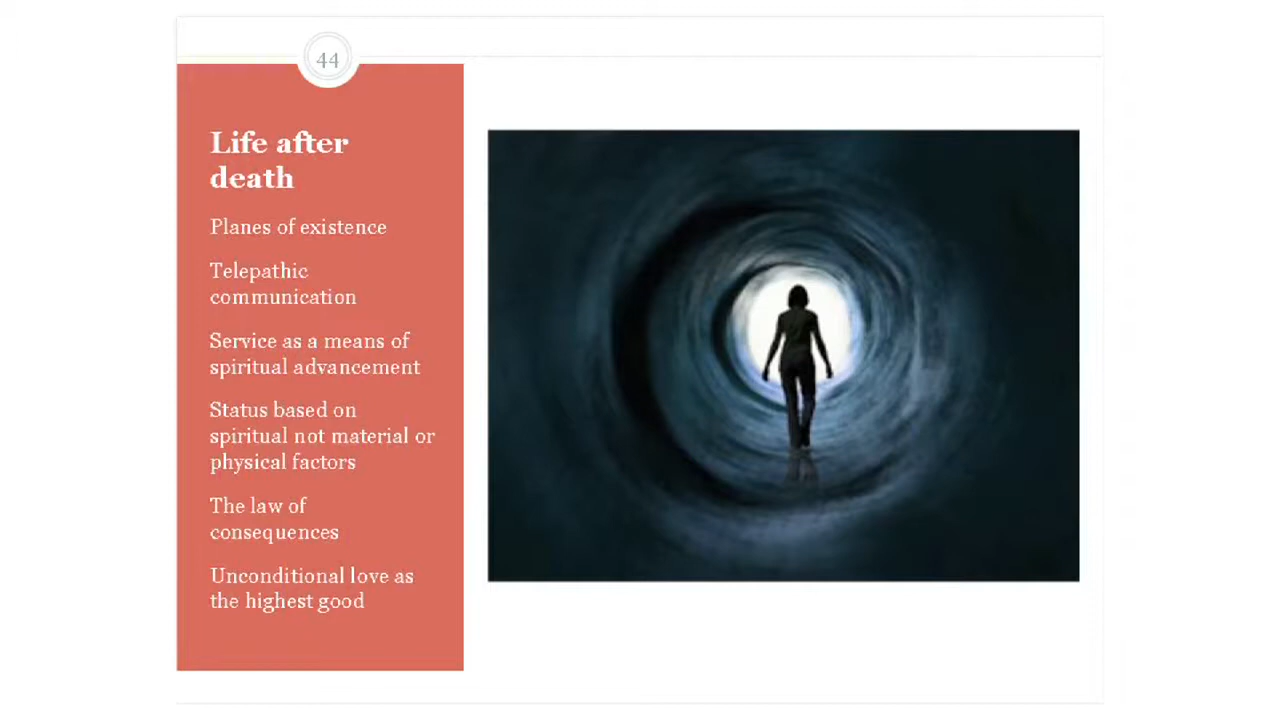 44
Life after
death
Planes of existence
Telepathic
communication
Service as a means of
spiritual advancement
Status based on
spiritual not material or
physical factors
The law of
consequences
Unconditional love as
the highest good